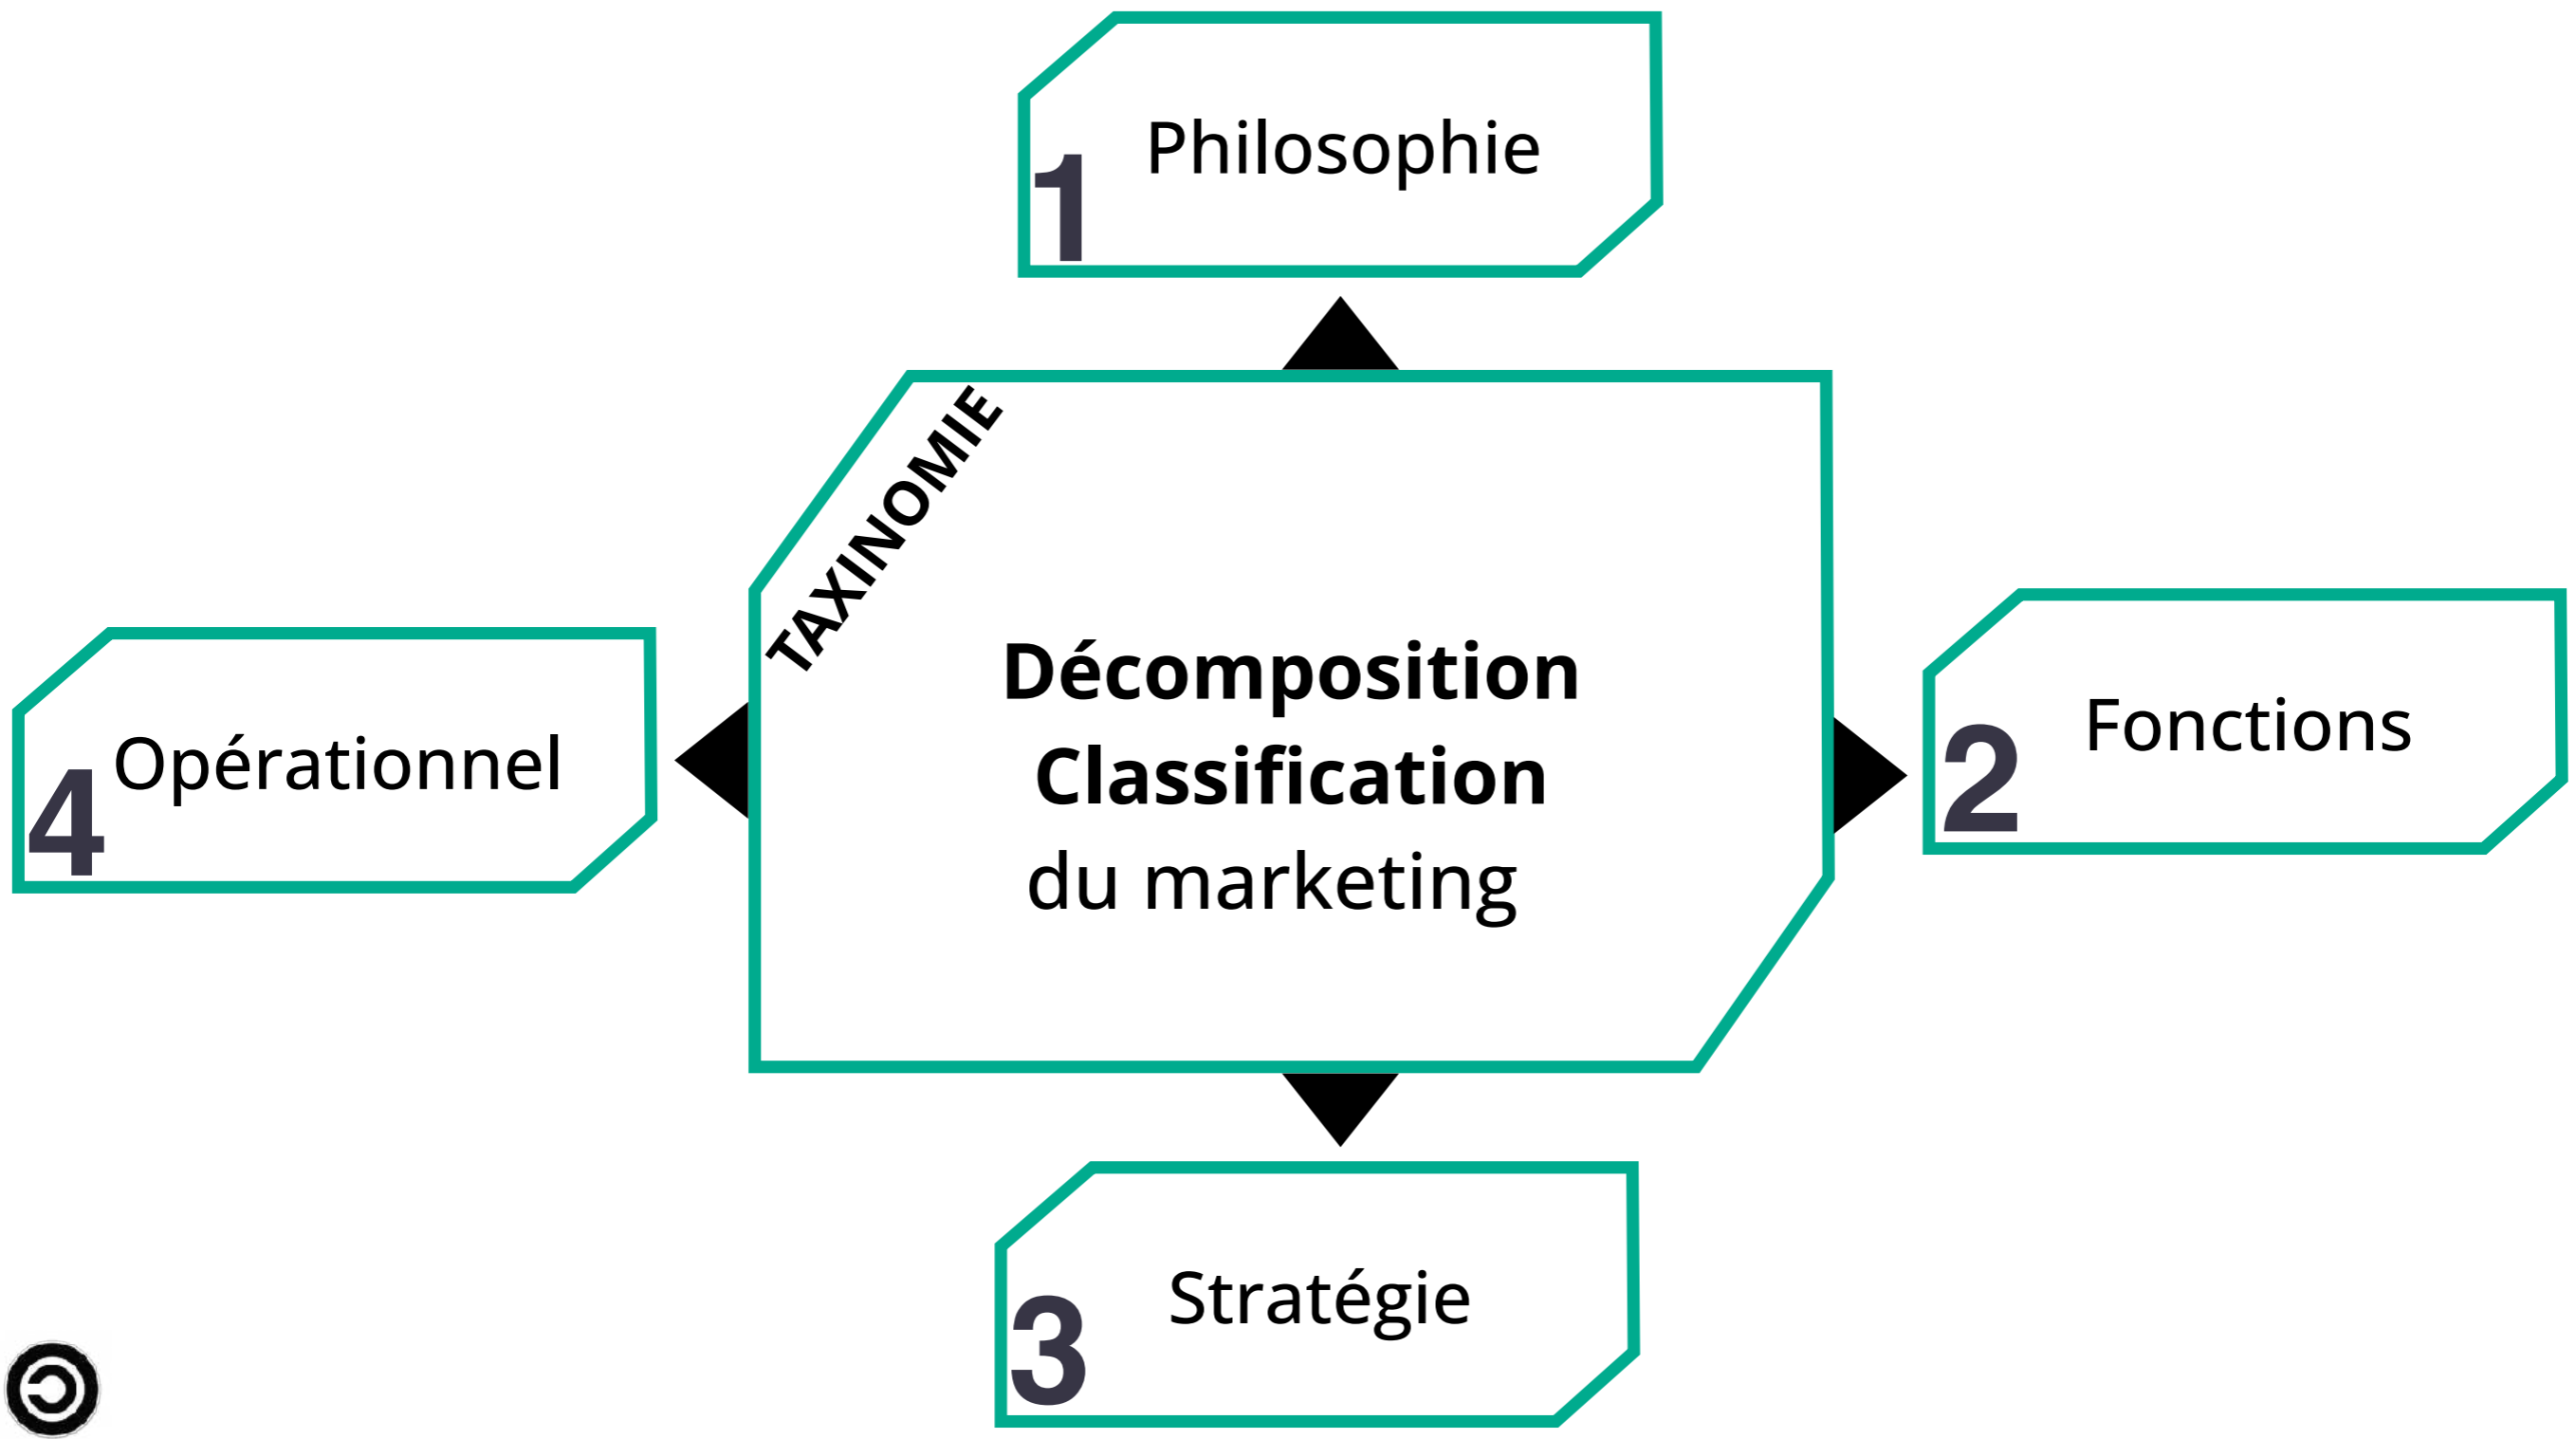 Philosophie
1
TAXINOMIE
Décomposition
Classification
du marketing
Opérationnel
4
Fonctions
2
Stratégie
3